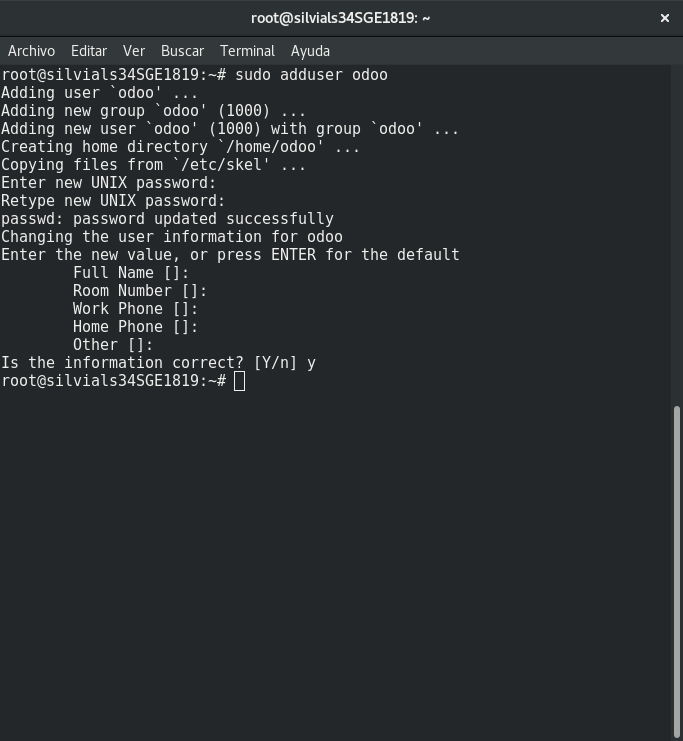 root@silvials34SGE1819: ~
Archivo Editar Ver Buscar Terminal Ayuda
root@silvials34SGE1819:~# sudo adduser odoo
Adding user `odoo' ...
Adding new group `odoo' (1000) ...
Adding new user `odoo' (1000) with group `odoo' ...
Creating home directory `/home/odoo' ...
Copying files from `/etc/skel' ...
Enter new UNIX password:
Retype new UNIX password:
passwd: password updated successfully
Changing the user information for odoo
Enter the new value, or press ENTER for the default
        Full Name []:
        Room Number []:
        Work Phone []:
        Home Phone []:
        Other []:
Is the information correct? [Y/n] y
root@silvials34SGE1819:~#